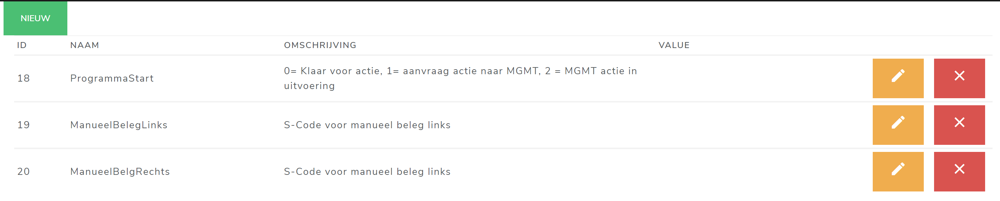 NIEUW
ID NAAM OMSCHRIJVING VALUE
18 ProgrammaStart 0= Klaar voor actie, 1= aanvraag actie naar MGMT, 2 = MGMT actie in
uitvoering
19 ManueelBelegLinks S-Code voor manueel beleg links
20 ManueelBelgRechts S-Code voor manueel beleg links